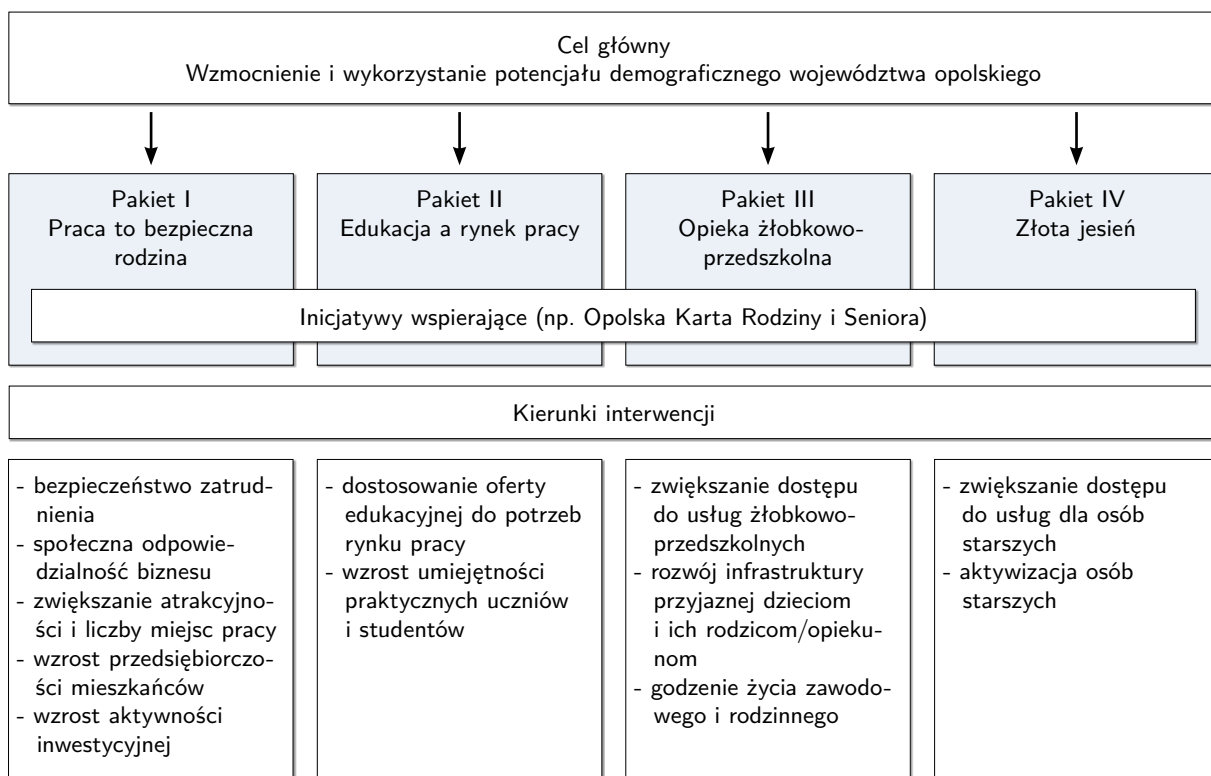 Cel główny
Wzmocnienie i wykorzystanie potencjału demograficznego województwa opolskiego
Pakiet I
Praca to bezpieczna
rodzina
Pakiet II
Edukacja a rynek pracy
Pakiet III
Opieka żłobkowo-
przedszkolna
Pakiet IV
Złota jesień
Inicjatywy wspierające (np. Opolska Karta Rodziny i Seniora)
Kierunki interwencji
- bezpieczeństwo zatrud-
nienia
- społeczna odpowie-
dzialność biznesu
- zwiększanie atrakcyjno-
ści i liczby miejsc pracy
- wzrost przedsiębiorczo-
ści mieszkańców
- wzrost aktywności
inwestycyjnej
- dostosowanie oferty
edukacyjnej do potrzeb
rynku pracy
- wzrost umiejętności
praktycznych uczniów
i studentów
- zwiększanie dostępu
do usług żłobkowo-
przedszkolnych
- rozwój infrastruktury
przyjaznej dzieciom
i ich rodzicom/opieku-
nom
- godzenie życia zawodo-
wego i rodzinnego
- zwiększanie dostępu
do usług dla osób
starszych
- aktywizacja osób
starszych